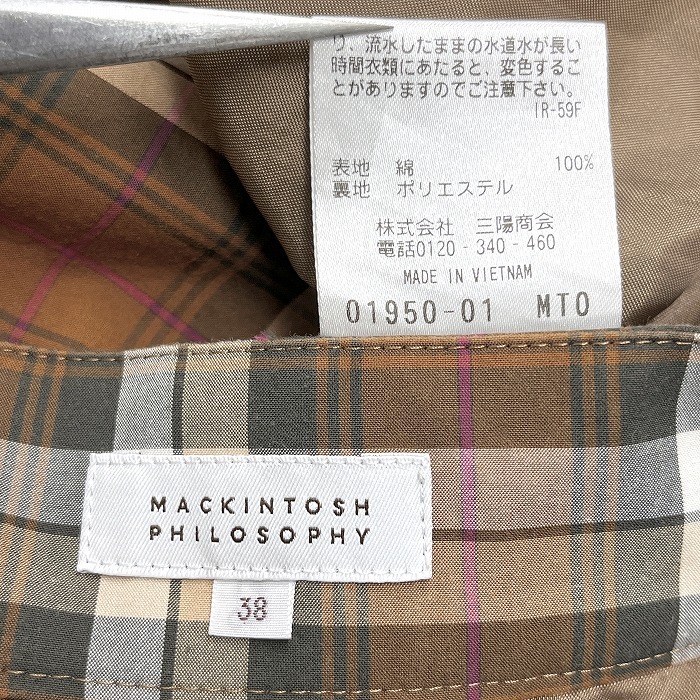 り、流水したままの水道水が長い
時間衣類にあたると、変色するこ
とがありますのでご注意下さい。
IR-59F
表地 綿 100%
裏地 ポリエステル
株式会社 三陽商会
電話0120-340-460
MADE IN VIETNAM
01950-01 MTO
MACKINTOSH
PHILOSOPHY
38